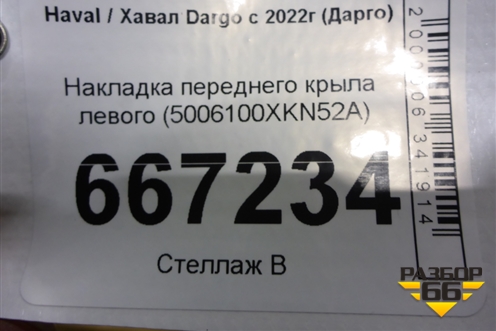 Haval / Хавал Dargo с 2022г (Дарго)
Накладка переднего крыла
левого (5006100XKN52A)
667234
Стеллаж В
РАЗБОР
66